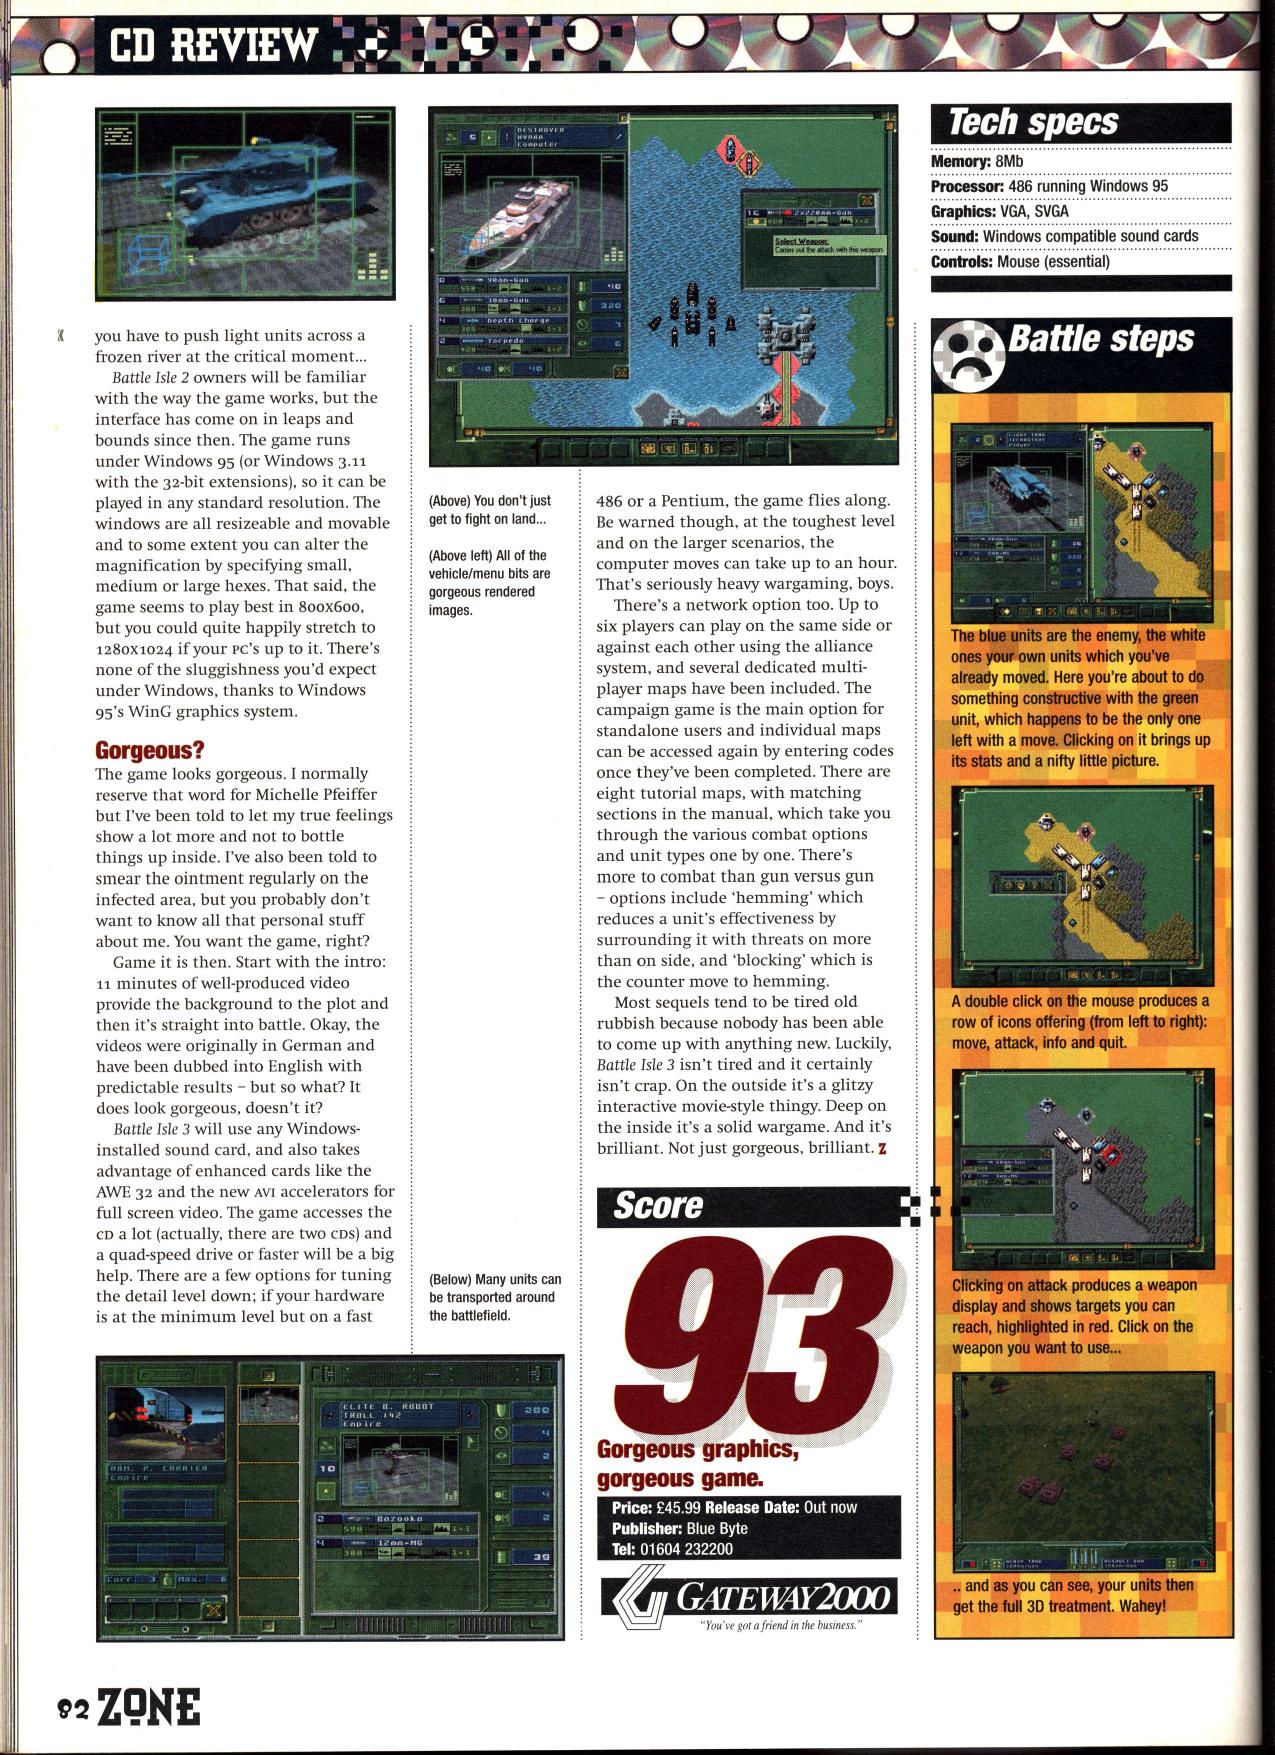 CD REVIEW
you have to push light units across a
frozen river at the critical moment...
Battle Isle 2 owners will be familiar
with the way the game works, but the
interface has come on in leaps and
bounds since then. The game runs
under Windows 95 (or Windows 3.11
with the 32-bit extensions), so it can be
played in any standard resolution. The
windows are all resizeable and movable
and to some extent you can alter the
magnification by specifying small,
medium or large hexes. That said, the
game seems to play best in 800x600,
but you could quite happily stretch to
1280x1024 if your PC's up to it. There's
none of the sluggishness you'd expect
under Windows, thanks to Windows
95's WinG graphics system.
Gorgeous?
The game looks gorgeous. I normally
reserve that word for Michelle Pfeiffer
but I've been told to let my true feelings
show a lot more and not to bottle
things up inside. I've also been told to
smear the ointment regularly on the
infected area, but you probably don't
want to know all that personal stuff
about me. You want the game, right?
Game it is then. Start with the intro:
11 minutes of well-produced video
provide the background to the plot and
then it's straight into battle. Okay, the
videos were originally in German and
have been dubbed into English with
predictable results – but so what? It
does look gorgeous, doesn't it?
Battle Isle 3 will use any Windows-
installed sound card, and also takes
advantage of enhanced cards like the
AWE 32 and the new AVI accelerators for
full screen video. The game accesses the
CD a lot (actually, there are two CDs) and
a quad-speed drive or faster will be a big
help. There are a few options for tuning
the detail level down; if your hardware
is at the minimum level but on a fast
DESTROYER
HYDRA
Computer
Select Weapon:
Carries out the attack with this weapon
90mm-Gun
30mm-Gun
Depth Charge
Torpedo
(Above) You don't just
get to fight on land...
(Above left) All of the
vehicle/menu bits are
gorgeous rendered
images.
(Below) Many units can
be transported around
the battlefield.
ARM. P. CARRIER
Empire
Curr 3 Max. 6
ELITE B. ROBOT
TROLL 142
Empire
10
Bazooka
12mm-MG
200
4
2
4
2
39
486 or a Pentium, the game flies along.
Be warned though, at the toughest level
and on the larger scenarios, the
computer moves can take up to an hour.
That's seriously heavy wargaming, boys.
There's a network option too. Up to
six players can play on the same side or
against each other using the alliance
system, and several dedicated multi-
player maps have been included. The
campaign game is the main option for
standalone users and individual maps
can be accessed again by entering codes
once they've been completed. There are
eight tutorial maps, with matching
sections in the manual, which take you
through the various combat options
and unit types one by one. There's
more to combat than gun versus gun
– options include 'hemming' which
reduces a unit's effectiveness by
surrounding it with threats on more
than on side, and 'blocking' which is
the counter move to hemming.
Most sequels tend to be tired old
rubbish because nobody has been able
to come up with anything new. Luckily,
Battle Isle 3 isn't tired and it certainly
isn't crap. On the outside it's a glitzy
interactive movie-style thingy. Deep on
the inside it's a solid wargame. And it's
brilliant. Not just gorgeous, brilliant. Z
Score
93
Gorgeous graphics,
gorgeous game.
Price: £45.99 Release Date: Out now
Publisher: Blue Byte
Tel: 01604 232200
GATEWAY2000
"You've got a friend in the business."
Tech specs
Memory: 8Mb
Processor: 486 running Windows 95
Graphics: VGA, SVGA
Sound: Windows compatible sound cards
Controls: Mouse (essential)
Battle steps
The blue units are the enemy, the white
ones your own units which you've
already moved. Here you're about to do
something constructive with the green
unit, which happens to be the only one
left with a move. Clicking on it brings up
its stats and a nifty little picture.
A double click on the mouse produces a
row of icons offering (from left to right):
move, attack, info and quit.
Clicking on attack produces a weapon
display and shows targets you can
reach, highlighted in red. Click on the
weapon you want to use...
.. and as you can see, your units then
get the full 3D treatment. Wahey!
82 ZONE